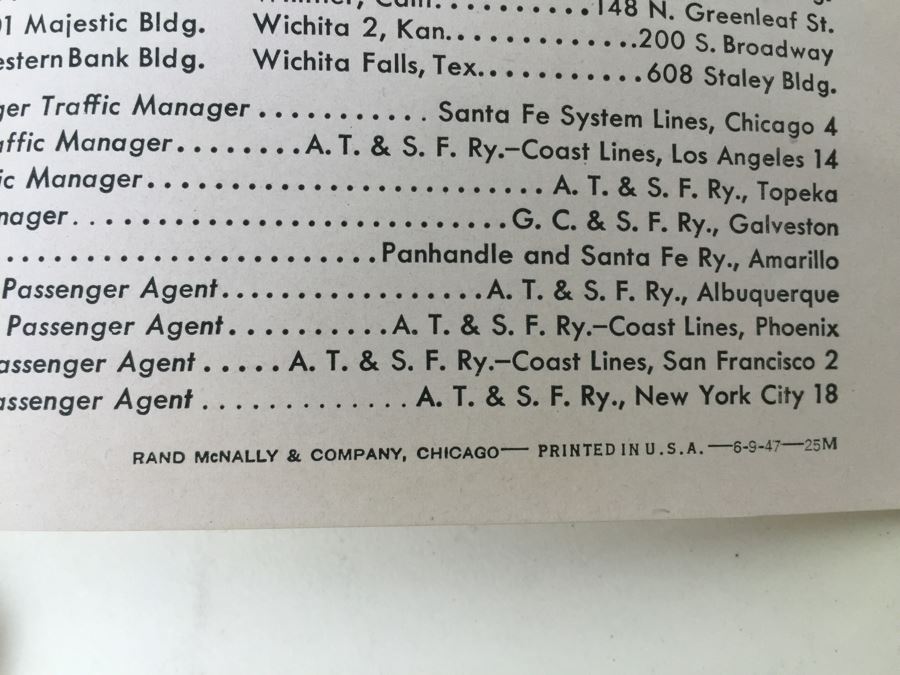 148 N. Greenleaf St.
01 Majestic Bldg. Wichita 2, Kan. . . . . . . . . . . . . . 200 S. Broadway
estern Bank Bldg. Wichita Falls, Tex. . . . . . . . . . . . 608 Staley Bldg.
ger Traffic Manager . . . . . . . . . . . Santa Fe System Lines, Chicago 4
affic Manager . . . . . . . . A. T. & S. F. Ry.–Coast Lines, Los Angeles 14
ic Manager . . . . . . . . . . . . . . . . . . . . . . . . . . . . A. T. & S. F. Ry., Topeka
nager . . . . . . . . . . . . . . . . . . . . . . . . . . . . . . G. C. & S. F. Ry., Galveston
. . . . . . . . . . . . . . . . . . . . . . . . . . Panhandle and Santa Fe Ry., Amarillo
Passenger Agent . . . . . . . . . . . . . . . . . . . A. T. & S. F. Ry., Albuquerque
Passenger Agent . . . . . . . . . . . A. T. & S. F. Ry.–Coast Lines, Phoenix
assenger Agent . . . . . A. T. & S. F. Ry.–Coast Lines, San Francisco 2
assenger Agent . . . . . . . . . . . . . . A. T. & S. F. Ry., New York City 18
RAND McNALLY & COMPANY, CHICAGO— PRINTED IN U.S.A. —6-9-47—25M